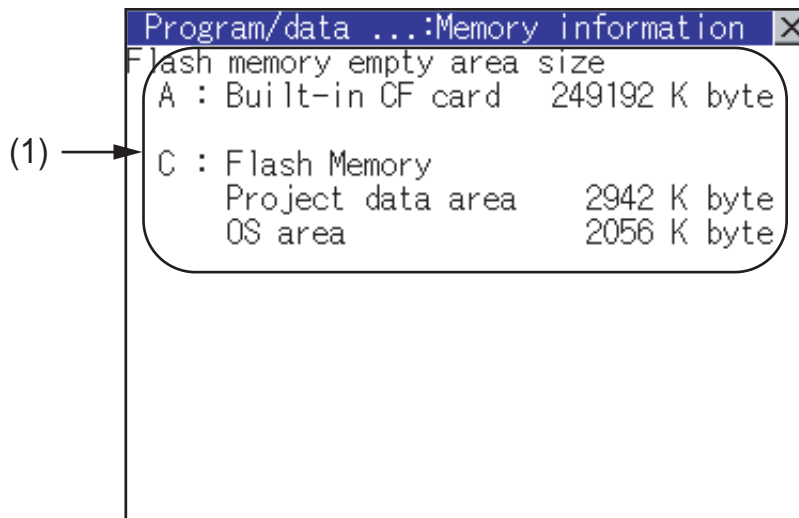 Program/data ...:Memory information ×
Flash memory empty area size
A : Built-in CF card 249192 K byte
(1)
C : Flash Memory
Project data area 2942 K byte
OS area 2056 K byte